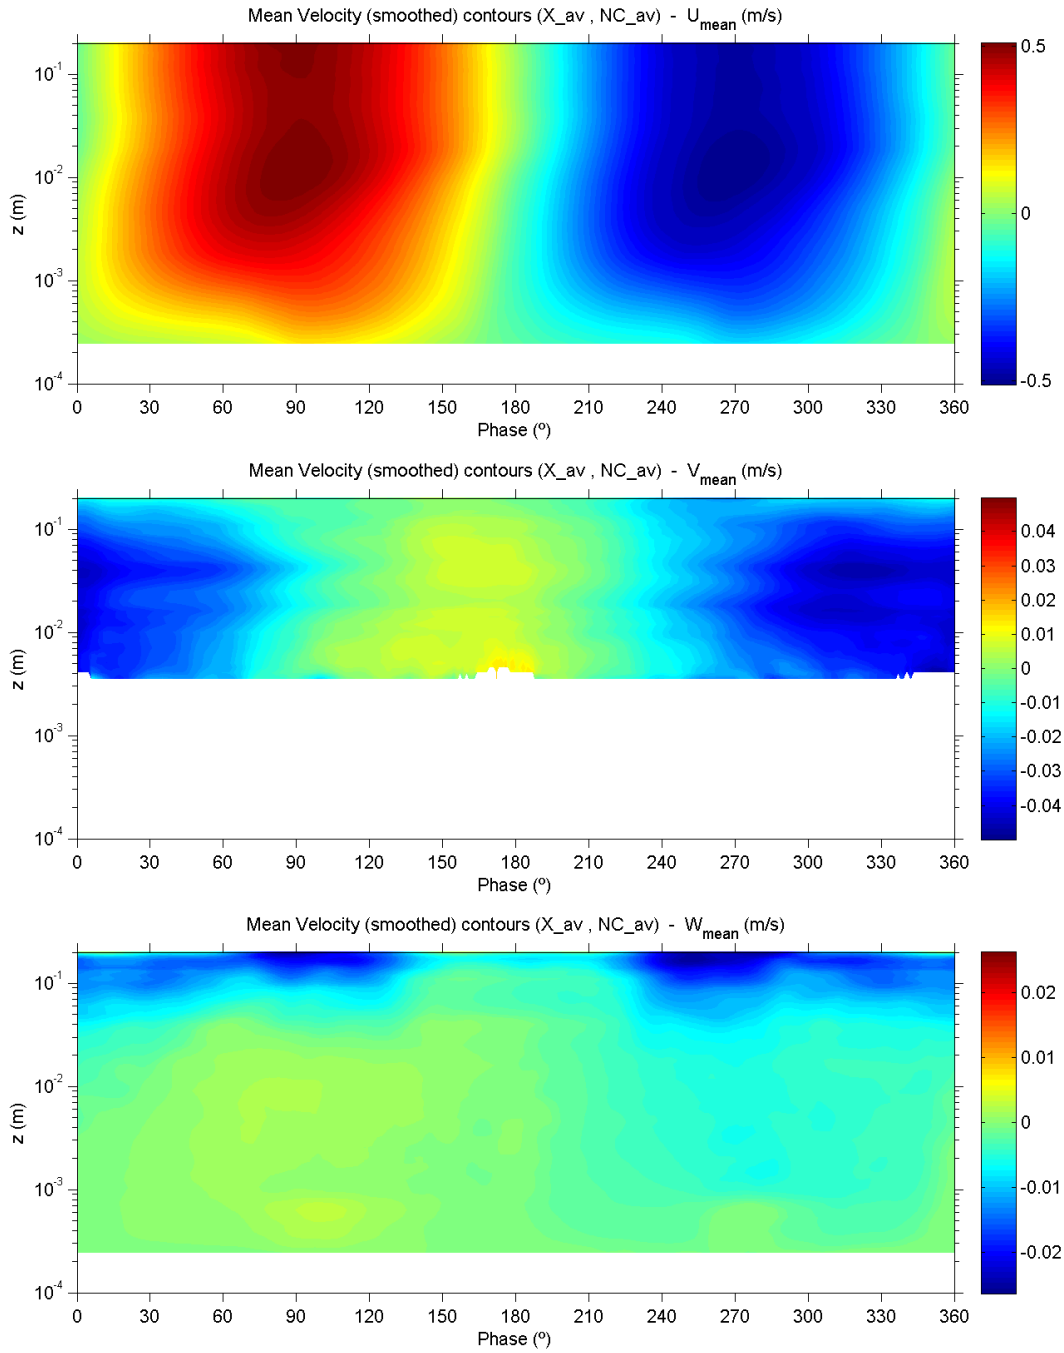 Mean Velocity (smoothed) contours (X_av , NC_av) - U_mean (m/s)
z (m)
10^-1
10^-2
10^-3
10^-4
0 30 60 90 120 150 180 210 240 270 300 330 360
Phase (º)
0.5
0
-0.5
Mean Velocity (smoothed) contours (X_av , NC_av) - V_mean (m/s)
z (m)
10^-1
10^-2
10^-3
10^-4
0 30 60 90 120 150 180 210 240 270 300 330 360
Phase (º)
0.04
0.03
0.02
0.01
0
-0.01
-0.02
-0.03
-0.04
Mean Velocity (smoothed) contours (X_av , NC_av) - W_mean (m/s)
z (m)
10^-1
10^-2
10^-3
10^-4
0 30 60 90 120 150 180 210 240 270 300 330 360
Phase (º)
0.02
0.01
0
-0.01
-0.02